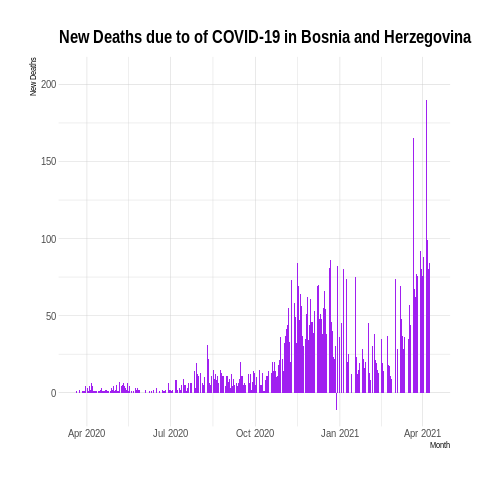 New Deaths due to of COVID-19 in Bosnia and Herzegovina
New Deaths
200
150
100
50
0
Apr 2020 Jul 2020 Oct 2020 Jan 2021 Apr 2021
Month